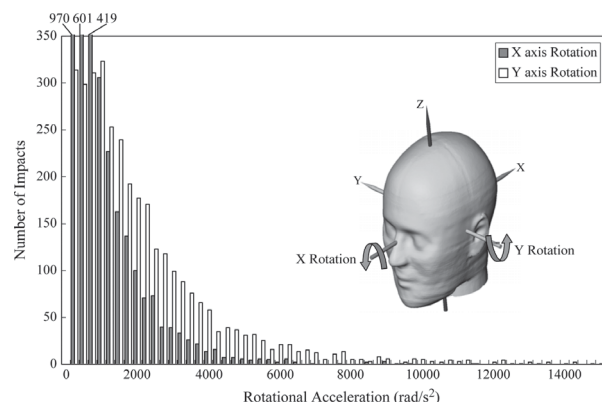 970 601 419
350
300
250
200
150
100
50
0
Number of Impacts
0 2000 4000 6000 8000 10000 12000 14000
Rotational Acceleration (rad/s²)
X axis Rotation
Y axis Rotation
Z
Y
X
X Rotation
Y Rotation